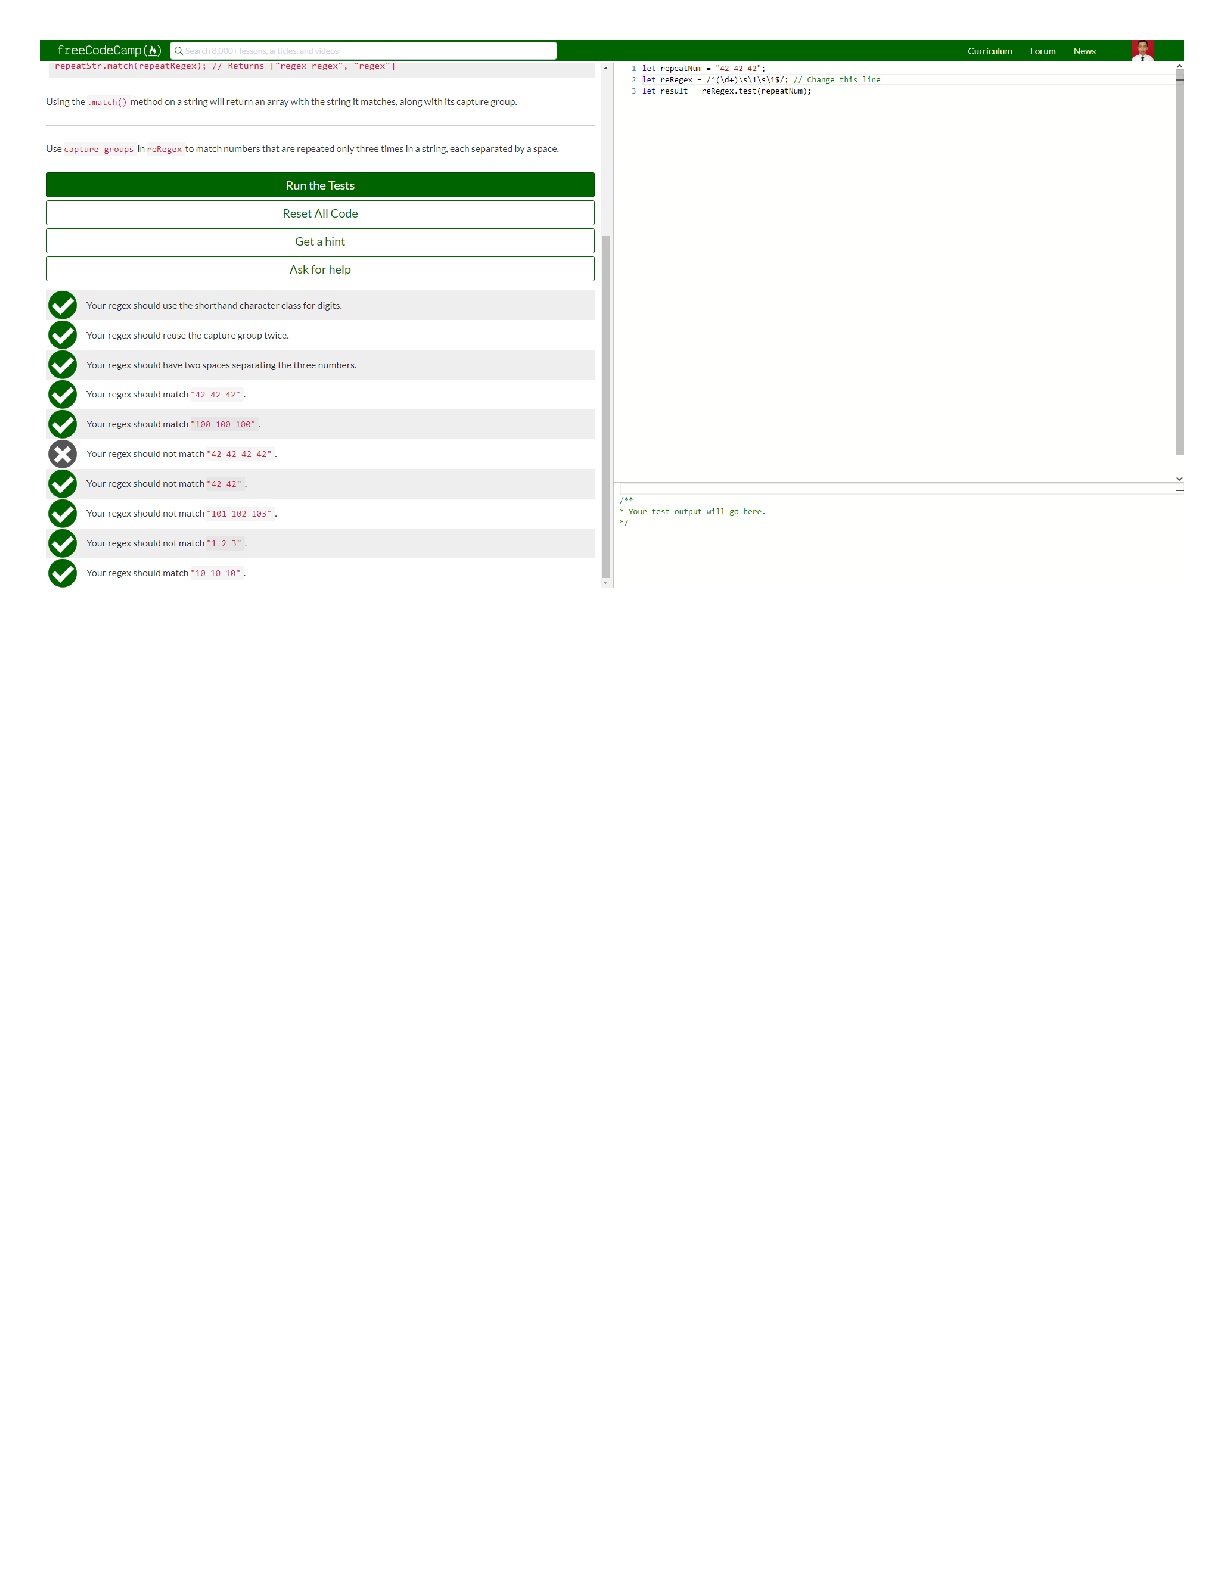 freeCodeCamp
Search 8,000+ lessons, articles, and videos
Curriculum Forum News
repeatStr.match(repeatRegex); // Returns ["regex regex", "regex"]
Using the .match() method on a string will return an array with the string it matches, along with its capture group.
Use capture groups in reRegex to match numbers that are repeated only three times in a string, each separated by a space.
Run the Tests
Reset All Code
Get a hint
Ask for help
Your regex should use the shorthand character class for digits.
Your regex should reuse the capture group twice.
Your regex should have two spaces separating the three numbers.
Your regex should match "42 42 42".
Your regex should match "100 100 100".
Your regex should not match "42 42 42 42".
Your regex should not match "42 42".
Your regex should not match "101 102 103".
Your regex should not match "1 2 3".
Your regex should match "10 10 10".
1 let repeatNum = "42 42 42";
2 let reRegex = /^(\d+)\s\1\s\1$/; // Change this line
3 let result = reRegex.test(repeatNum);
/**
* Your test output will go here.
*/